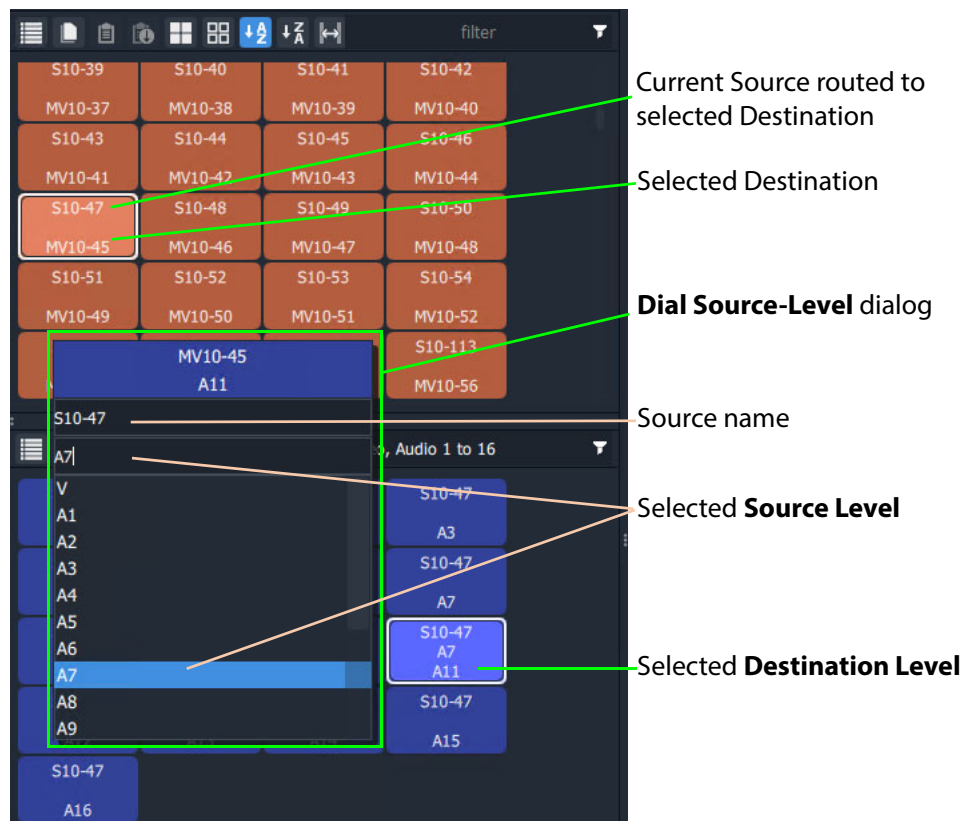 filter
S10-39 S10-40 S10-41 S10-42
MV10-37 MV10-38 MV10-39 MV10-40
Current Source routed to
selected Destination
S10-43 S10-44 S10-45 S10-46
MV10-41 MV10-42 MV10-43 MV10-44
Selected Destination
S10-47 S10-48 S10-49 S10-50
MV10-45 MV10-46 MV10-47 MV10-48
S10-51 S10-52 S10-53 S10-54
MV10-49 MV10-50 MV10-51 MV10-52
Dial Source-Level dialog
S10-113
MV10-56
MV10-45
A11
S10-47
Source name
A7
, Audio 1 to 16
V
A1
A2
A3
A4
A5
A6
A7
A8
A9
S10-47
A3
Selected Source Level
S10-47
A7
S10-47
A7
A11
Selected Destination Level
S10-47
A15
S10-47
A16